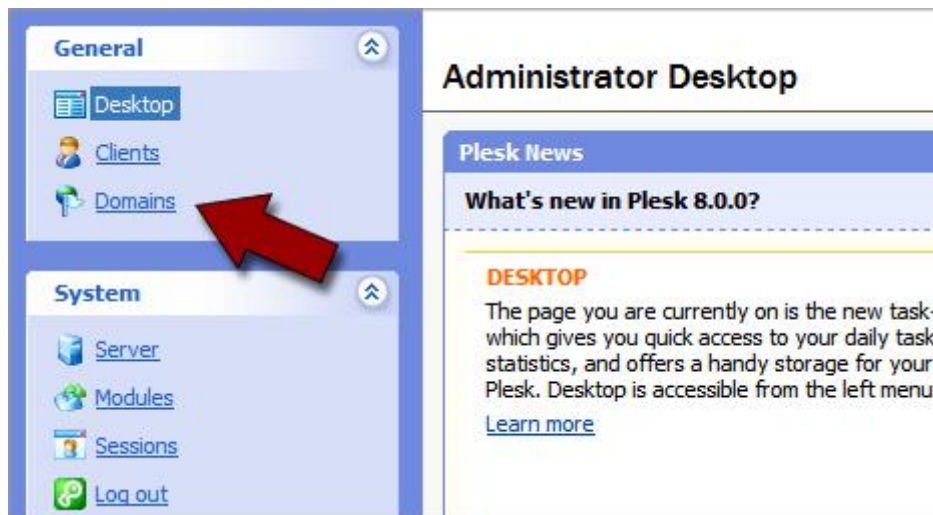 General
Desktop
Clients
Domains
System
Server
Modules
Sessions
Log out
Administrator Desktop
Plesk News
What's new in Plesk 8.0.0?
DESKTOP
The page you are currently on is the new task-
which gives you quick access to your daily task
statistics, and offers a handy storage for your
Plesk. Desktop is accessible from the left menu
Learn more